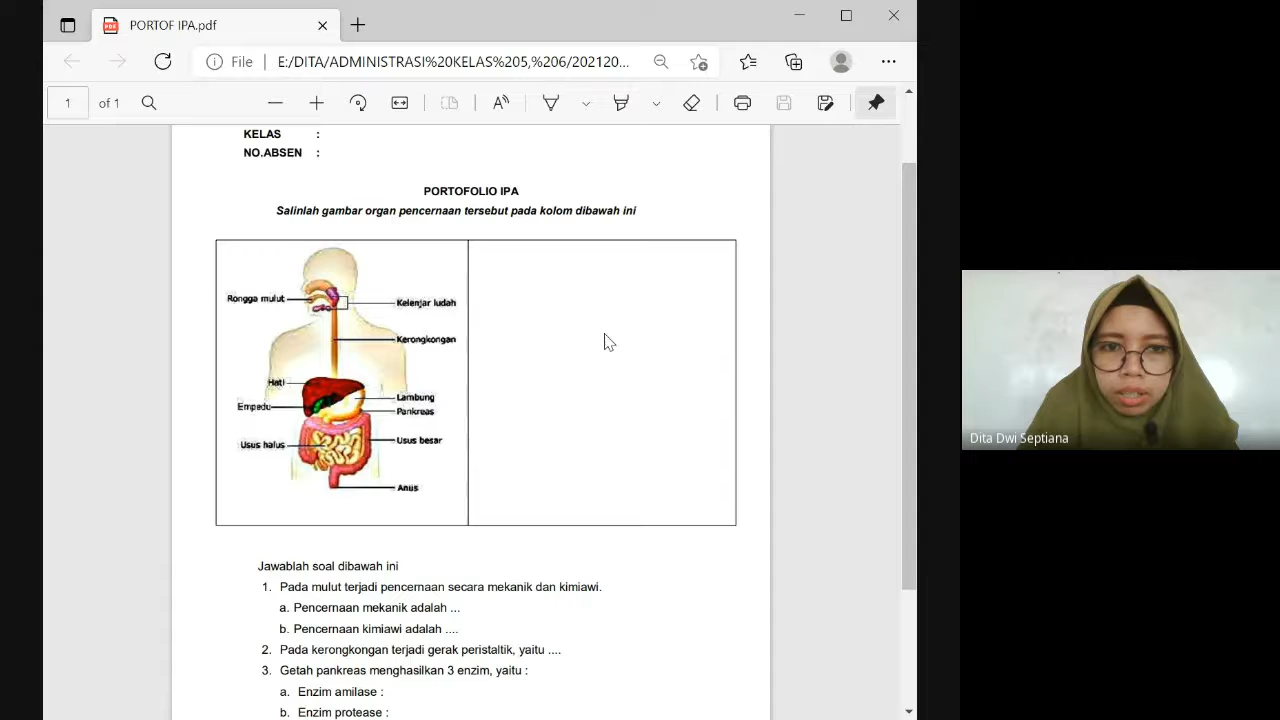 PORTOF IPA.pdf
File E:/DITA/ADMINISTRASI%20KELAS%205,%206/202120...
1 of 1
KELAS :
NO.ABSEN :
PORTOFOLIO IPA
Salinlah gambar organ pencernaan tersebut pada kolom dibawah ini
Rongga mulut
Kelenjar ludah
Kerongkongan
Hati
Lambung
Empedu
Pankreas
Usus halus
Usus besar
Anus
Jawablah soal dibawah ini
1. Pada mulut terjadi pencernaan secara mekanik dan kimiawi.
a. Pencernaan mekanik adalah ...
b. Pencernaan kimiawi adalah ....
2. Pada kerongkongan terjadi gerak peristaltik, yaitu ....
3. Getah pankreas menghasilkan 3 enzim, yaitu :
a. Enzim amilase :
b. Enzim protease :
Dita Dwi Septiana